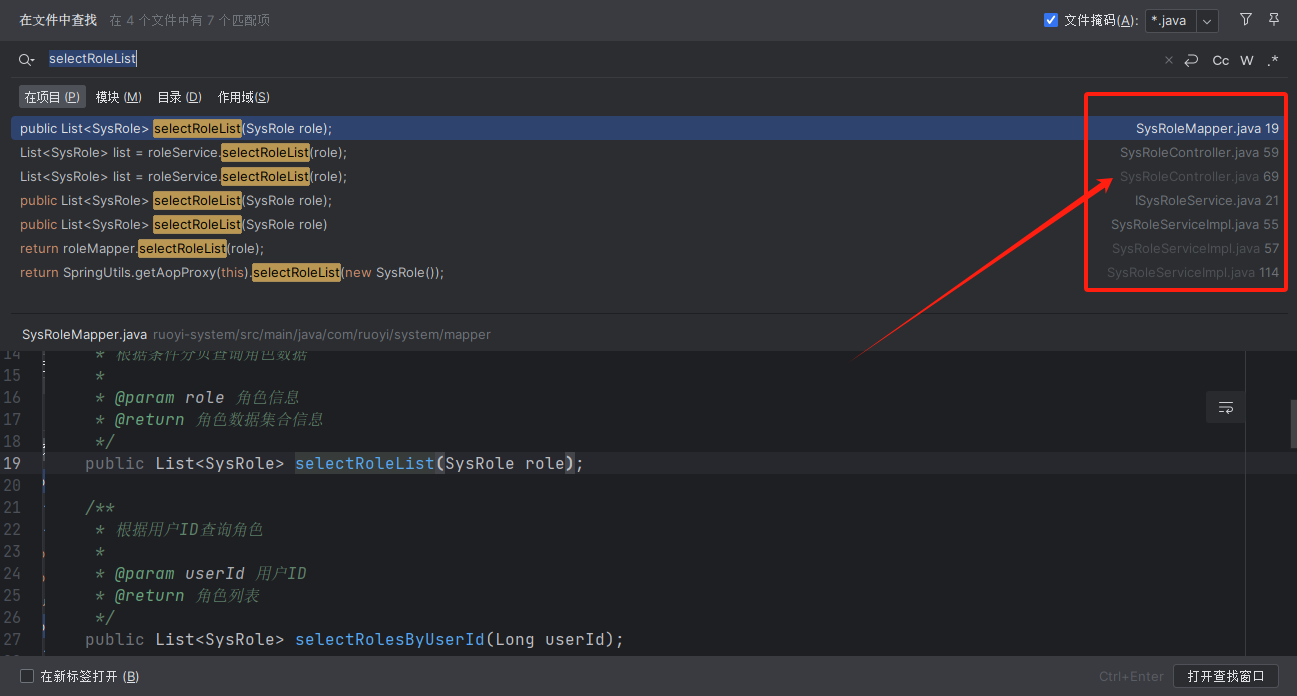 在文件中查找 在 4 个文件中有 7 个匹配项 文件掩码(A): *.java
selectRoleList Cc W .*
在项目 (P) 模块 (M) 目录 (D) 作用域(S)
public List<SysRole> selectRoleList(SysRole role); SysRoleMapper.java 19
List<SysRole> list = roleService.selectRoleList(role); SysRoleController.java 59
List<SysRole> list = roleService.selectRoleList(role); SysRoleController.java 69
public List<SysRole> selectRoleList(SysRole role); ISysRoleService.java 21
public List<SysRole> selectRoleList(SysRole role) SysRoleServiceImpl.java 55
return roleMapper.selectRoleList(role); SysRoleServiceImpl.java 57
return SpringUtils.getAopProxy(this).selectRoleList(new SysRole()); SysRoleServiceImpl.java 114
SysRoleMapper.java ruoyi-system/src/main/java/com/ruoyi/system/mapper
14 * 根据条件分页查询角色数据
15 *
16 * @param role 角色信息
17 * @return 角色数据集合信息
18 */
19 public List<SysRole> selectRoleList(SysRole role);
20
21 /**
22 * 根据用户ID查询角色
23 *
24 * @param userId 用户ID
25 * @return 角色列表
26 */
27 public List<SysRole> selectRolesByUserId(Long userId);
在新标签打开 (B) Ctrl+Enter 打开查找窗口